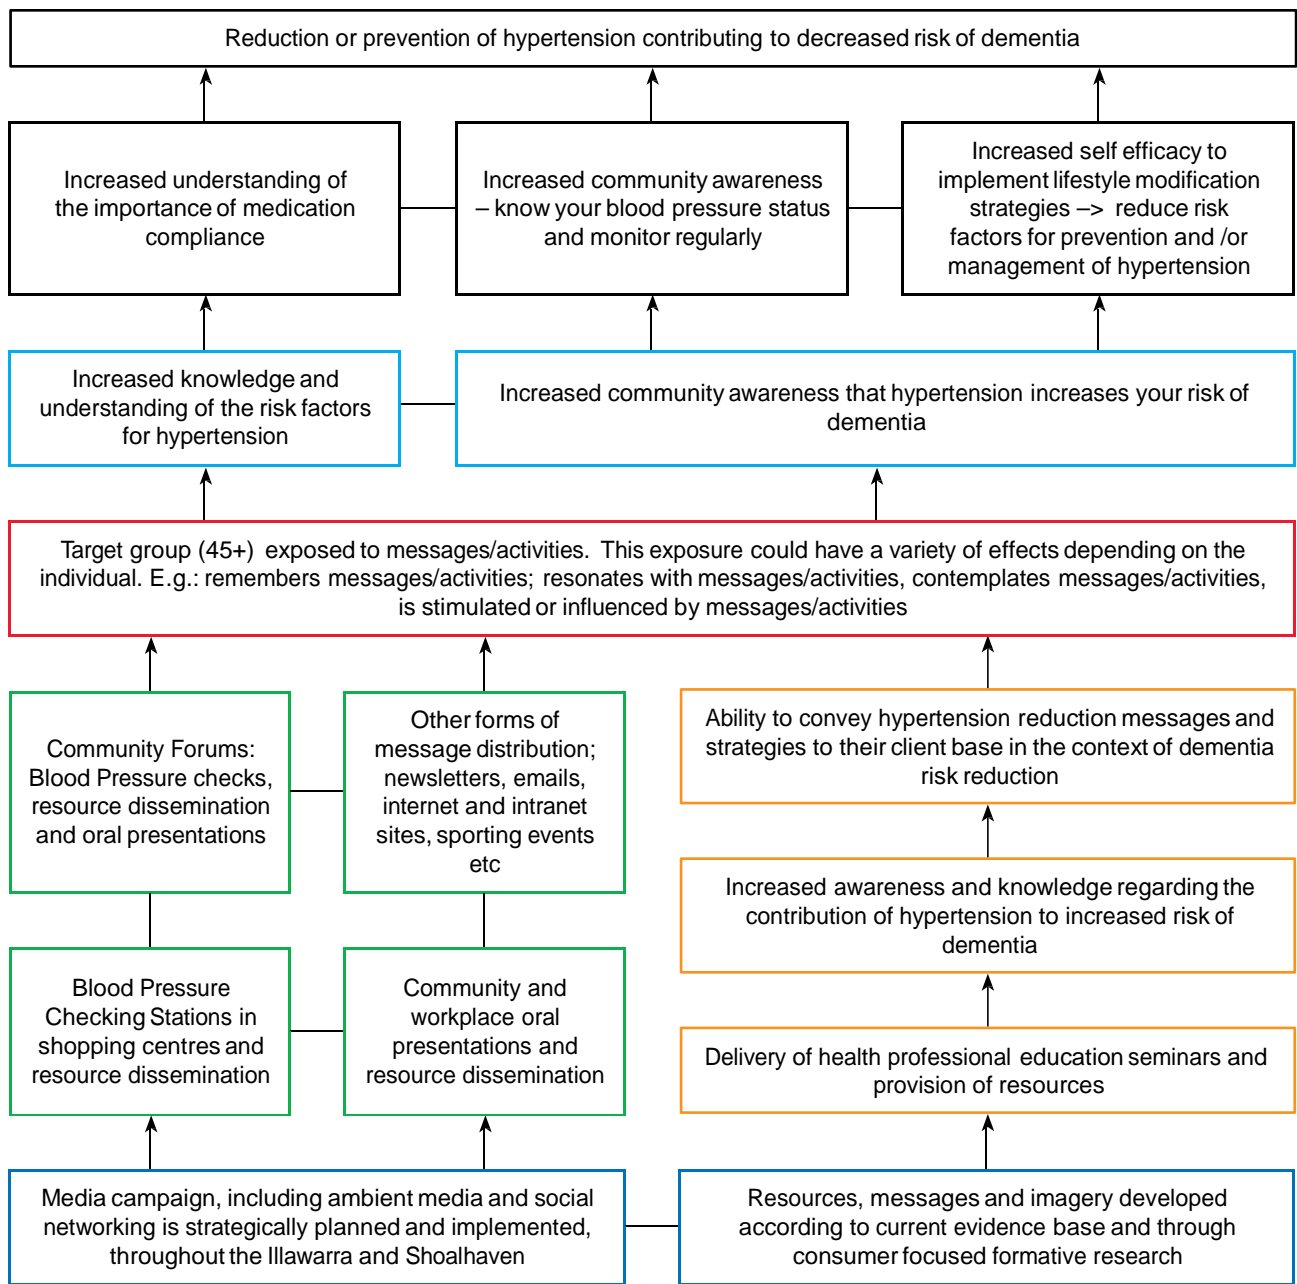 Reduction or prevention of hypertension contributing to decreased risk of dementia
Increased understanding of
the importance of medication
compliance
Increased community awareness
– know your blood pressure status
and monitor regularly
Increased self efficacy to
implement lifestyle modification
strategies –> reduce risk
factors for prevention and /or
management of hypertension
Increased knowledge and
understanding of the risk factors
for hypertension
Increased community awareness that hypertension increases your risk of
dementia
Target group (45+) exposed to messages/activities. This exposure could have a variety of effects depending on the
individual. E.g.: remembers messages/activities; resonates with messages/activities, contemplates messages/activities,
is stimulated or influenced by messages/activities
Community Forums:
Blood Pressure checks,
resource dissemination
and oral presentations
Other forms of
message distribution;
newsletters, emails,
internet and intranet
sites, sporting events
etc
Ability to convey hypertension reduction messages and
strategies to their client base in the context of dementia
risk reduction
Increased awareness and knowledge regarding the
contribution of hypertension to increased risk of
dementia
Blood Pressure
Checking Stations in
shopping centres and
resource dissemination
Community and
workplace oral
presentations and
resource dissemination
Delivery of health professional education seminars and
provision of resources
Media campaign, including ambient media and social
networking is strategically planned and implemented,
throughout the Illawarra and Shoalhaven
Resources, messages and imagery developed
according to current evidence base and through
consumer focused formative research